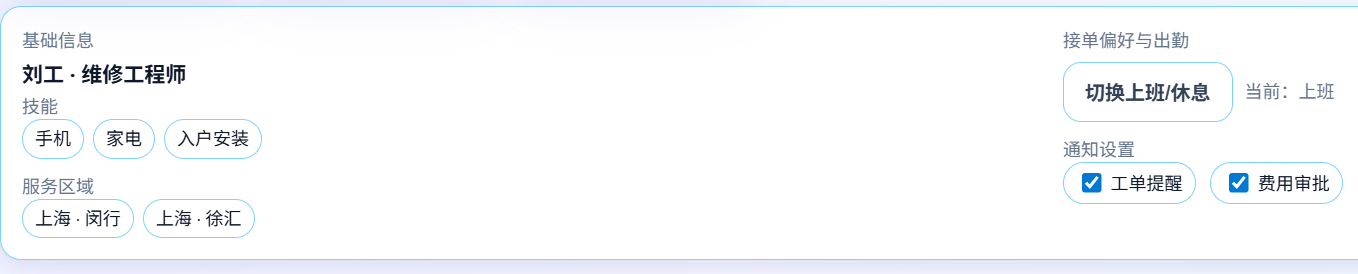 基础信息
刘工 · 维修工程师
技能
手机 家电 入户安装
服务区域
上海 · 闵行 上海 · 徐汇
接单偏好与出勤
切换上班/休息 当前：上班
通知设置
工单提醒 费用审批